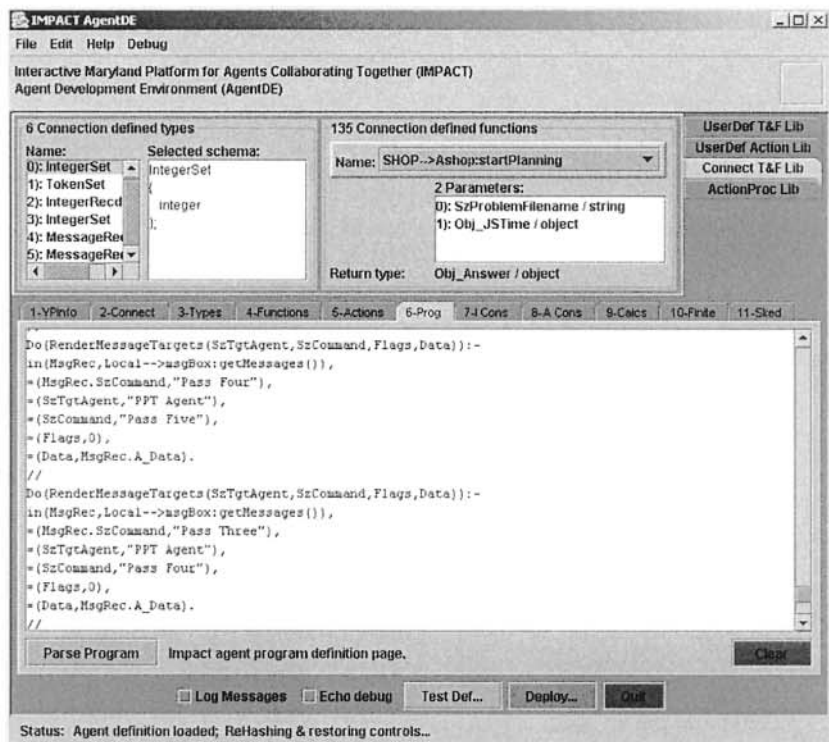 IMPACT AgentDE
File Edit Help Debug
Interactive Maryland Platform for Agents Collaborating Together (IMPACT)
Agent Development Environment (AgentDE)
6 Connection defined types
Name:
Selected schema:
0): IntegerSet
1): TokenSet
2): IntegerRecd
3): IntegerSet
4): MessageRe
5): MessageRe
IntegerSet
{
integer
);
135 Connection defined functions
Name: SHOP-->Ashop:startPlanning
2 Parameters:
0): SzProblemFilename / string
1): Obj_JSTime / object
Return type: Obj_Answer / object
UserDef T&F Lib
UserDef Action Lib
Connect T&F Lib
ActionProc Lib
1-YPInfo 2-Connect 3-Types 4-Functions 5-Actions 6-Prog 7-I Cons 8-A Cons 9-Calcs 10-Finite 11-Sked
//
Do(RenderMessageTargets(SzTgtAgent,SzCommand,Flags,Data)):-
in(MsgRec,Local-->msgBox:getMessages()),
=(MsgRec.SzCommand,"Pass Four"),
=(SzTgtAgent,"PPT Agent"),
=(SzCommand,"Pass Five"),
=(Flags,0),
=(Data,MsgRec.A_Data).
//
Do(RenderMessageTargets(SzTgtAgent,SzCommand,Flags,Data)):-
in(MsgRec,Local-->msgBox:getMessages()),
=(MsgRec.SzCommand,"Pass Three"),
=(SzTgtAgent,"PPT Agent"),
=(SzCommand,"Pass Four"),
=(Flags,0),
=(Data,MsgRec.A_Data).
//
Parse Program Impact agent program definition page. Clear
Log Messages Echo debug Test Def... Deploy... Quit
Status: Agent definition loaded; ReHashing & restoring controls...